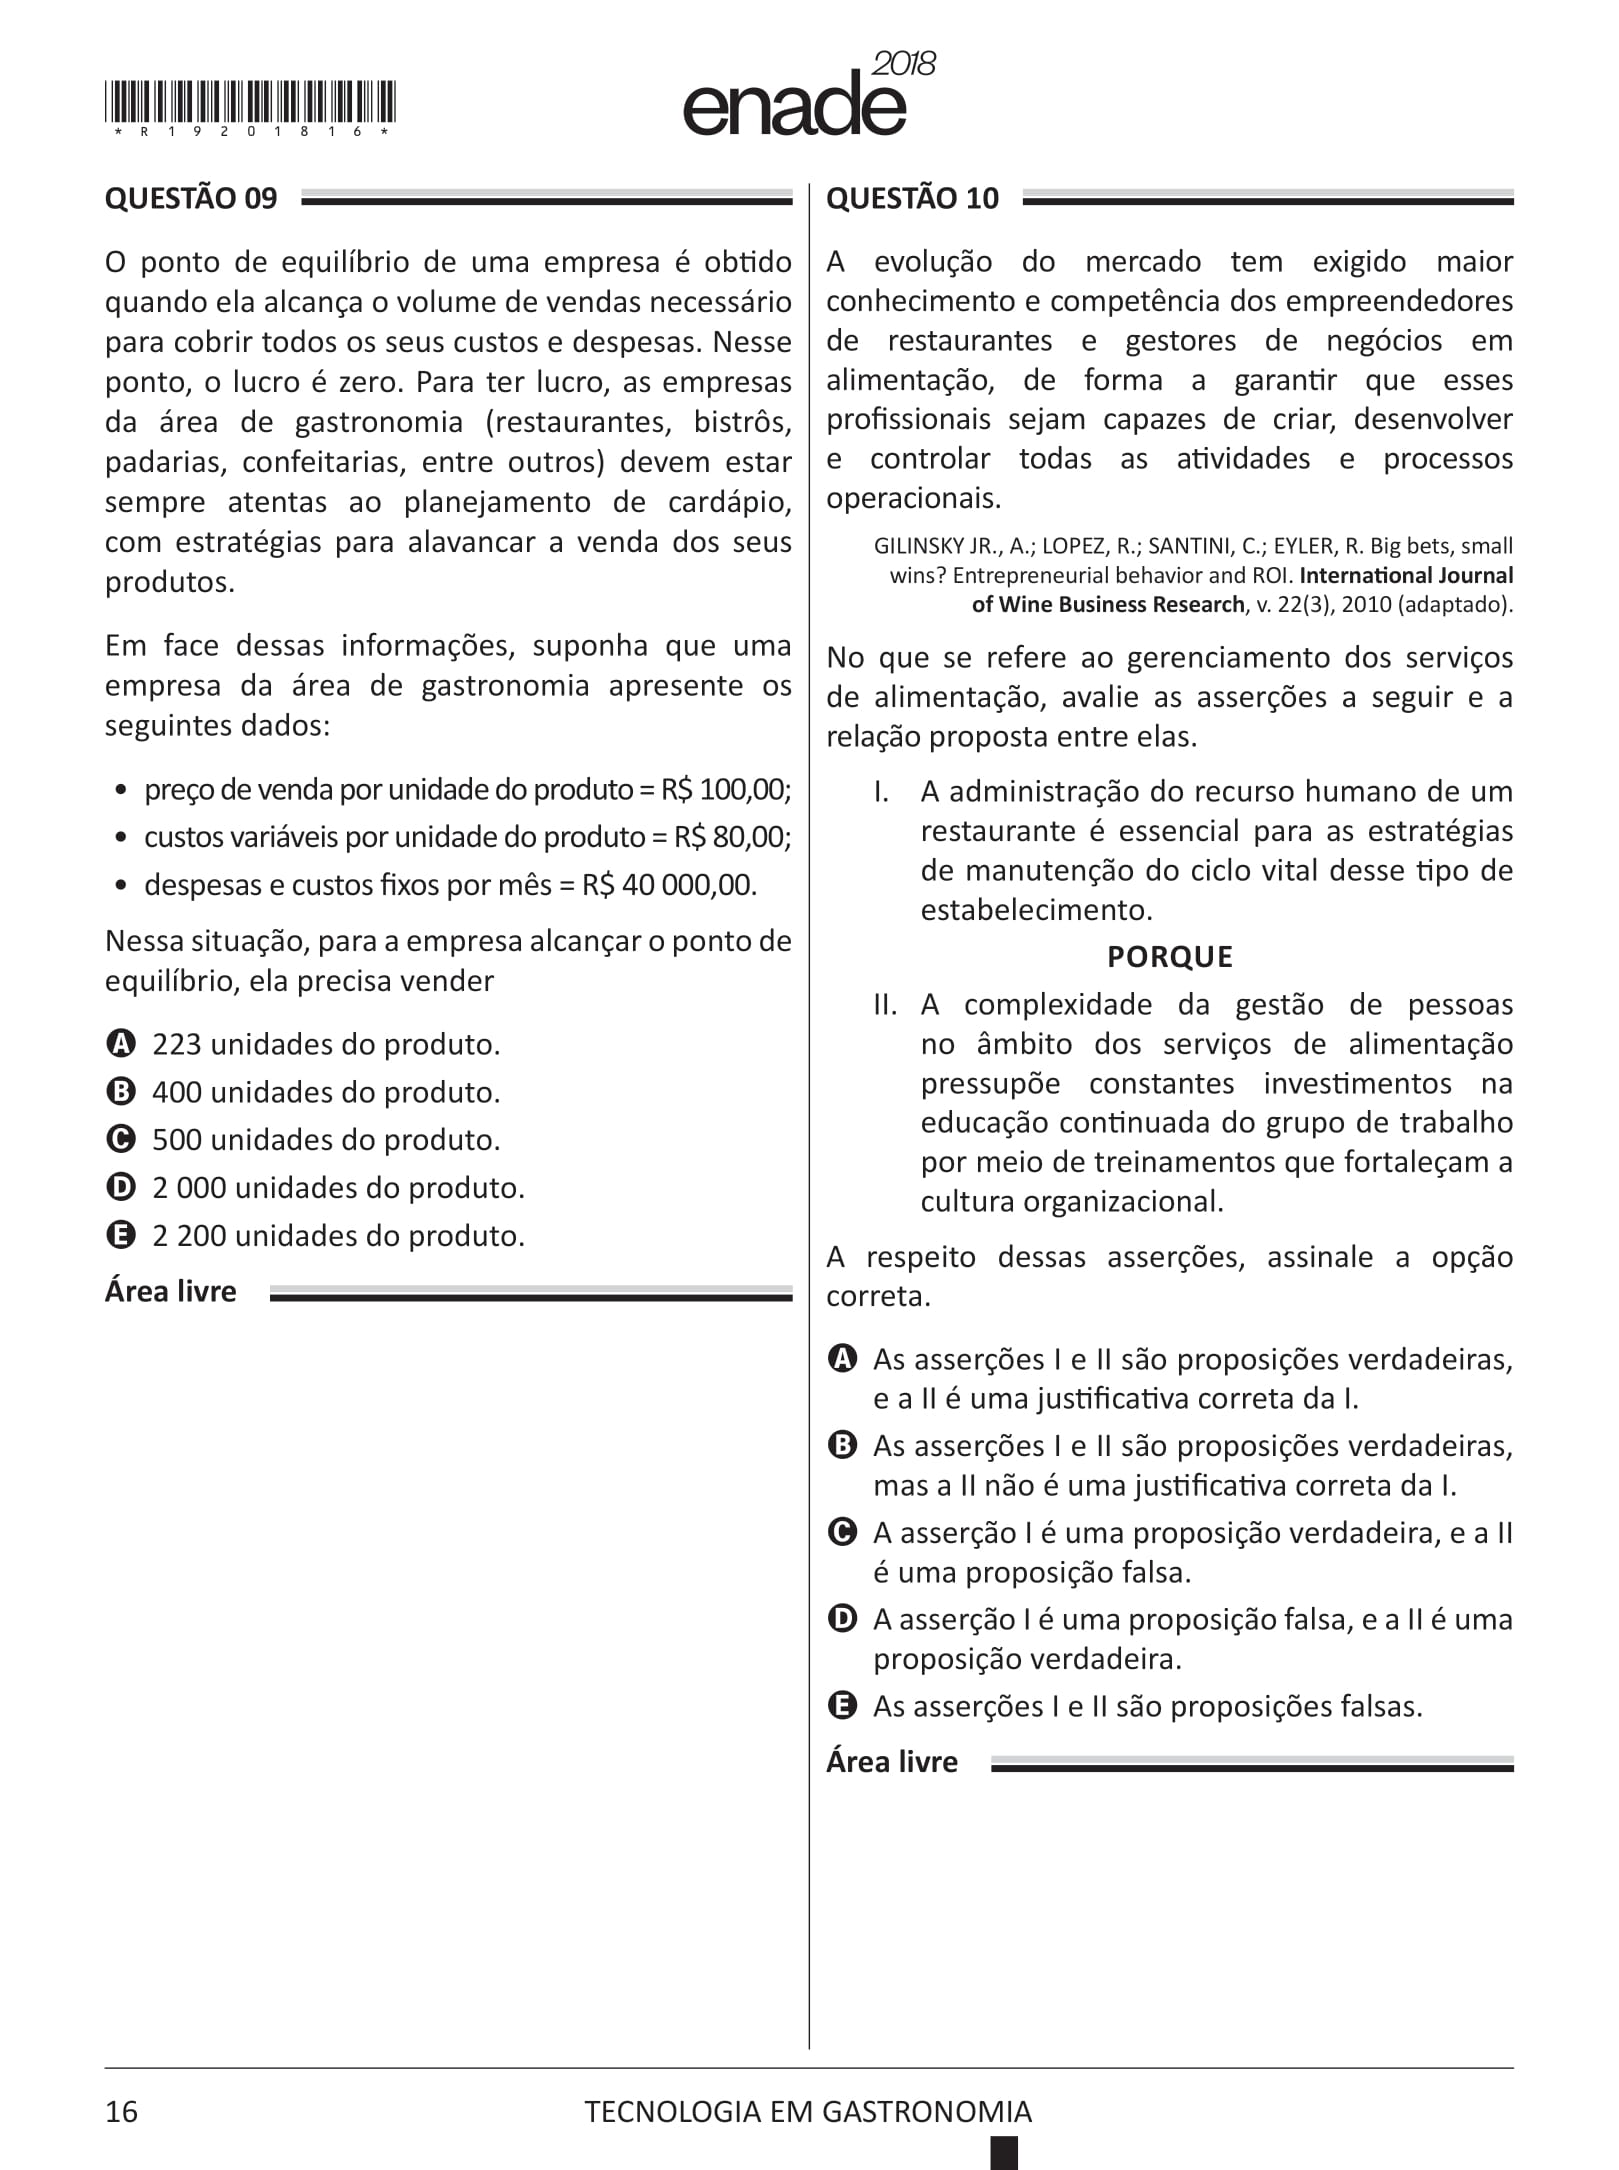 *R19201816*
enade2018
QUESTÃO 09
O ponto de equilíbrio de uma empresa é obtido
quando ela alcança o volume de vendas necessário
para cobrir todos os seus custos e despesas. Nesse
ponto, o lucro é zero. Para ter lucro, as empresas
da área de gastronomia (restaurantes, bistrôs,
padarias, confeitarias, entre outros) devem estar
sempre atentas ao planejamento de cardápio,
com estratégias para alavancar a venda dos seus
produtos.
Em face dessas informações, suponha que uma
empresa da área de gastronomia apresente os
seguintes dados:
• preço de venda por unidade do produto = R$ 100,00;
• custos variáveis por unidade do produto = R$ 80,00;
• despesas e custos fixos por mês = R$ 40 000,00.
Nessa situação, para a empresa alcançar o ponto de
equilíbrio, ela precisa vender
A 223 unidades do produto.
B 400 unidades do produto.
C 500 unidades do produto.
D 2 000 unidades do produto.
E 2 200 unidades do produto.
Área livre
QUESTÃO 10
A evolução do mercado tem exigido maior
conhecimento e competência dos empreendedores
de restaurantes e gestores de negócios em
alimentação, de forma a garantir que esses
profissionais sejam capazes de criar, desenvolver
e controlar todas as atividades e processos
operacionais.
GILINSKY JR., A.; LOPEZ, R.; SANTINI, C.; EYLER, R. Big bets, small
wins? Entrepreneurial behavior and ROI. International Journal
of Wine Business Research, v. 22(3), 2010 (adaptado).
No que se refere ao gerenciamento dos serviços
de alimentação, avalie as asserções a seguir e a
relação proposta entre elas.
I. A administração do recurso humano de um
restaurante é essencial para as estratégias
de manutenção do ciclo vital desse tipo de
estabelecimento.
PORQUE
II. A complexidade da gestão de pessoas
no âmbito dos serviços de alimentação
pressupõe constantes investimentos na
educação continuada do grupo de trabalho
por meio de treinamentos que fortaleçam a
cultura organizacional.
A respeito dessas asserções, assinale a opção
correta.
A As asserções I e II são proposições verdadeiras,
e a II é uma justificativa correta da I.
B As asserções I e II são proposições verdadeiras,
mas a II não é uma justificativa correta da I.
C A asserção I é uma proposição verdadeira, e a II
é uma proposição falsa.
D A asserção I é uma proposição falsa, e a II é uma
proposição verdadeira.
E As asserções I e II são proposições falsas.
Área livre
16
TECNOLOGIA EM GASTRONOMIA